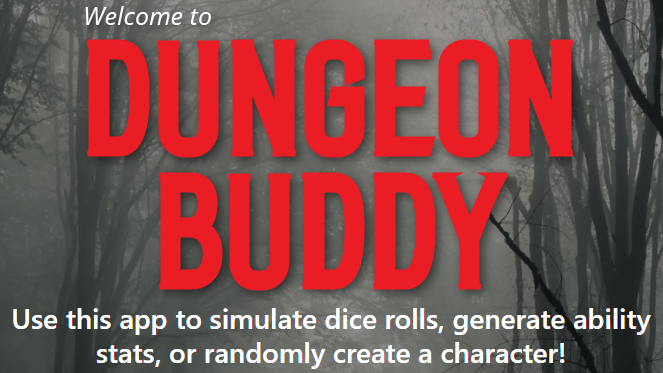 Welcome to
DUNGEON
BUDDY
Use this app to simulate dice rolls, generate ability
stats, or randomly create a character!